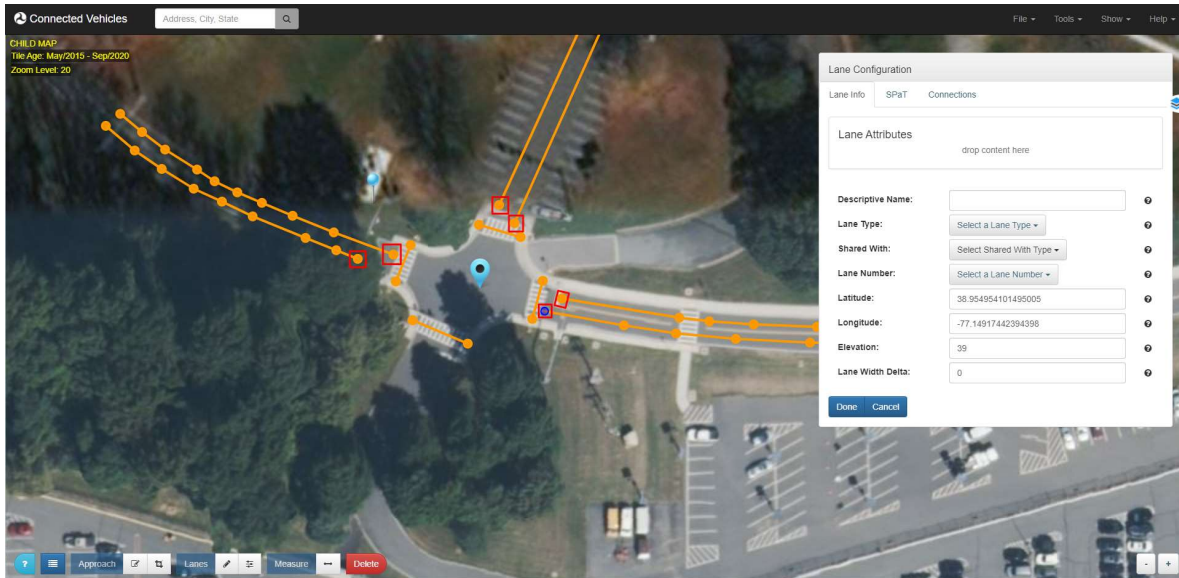 Connected Vehicles
Address, City, State
File
Tools
Show
Help
CHILD MAP
Tile Age: May/2015 - Sep/2020
Zoom Level: 20
Lane Configuration
Lane Info SPaT Connections
Lane Attributes
drop content here
Descriptive Name:
Lane Type: Select a Lane Type
Shared With: Select Shared With Type
Lane Number: Select a Lane Number
Latitude: 38.954954101495005
Longitude: -77.14917442394398
Elevation: 39
Lane Width Delta: 0
Done Cancel
? Approach Lanes Measure Delete - +